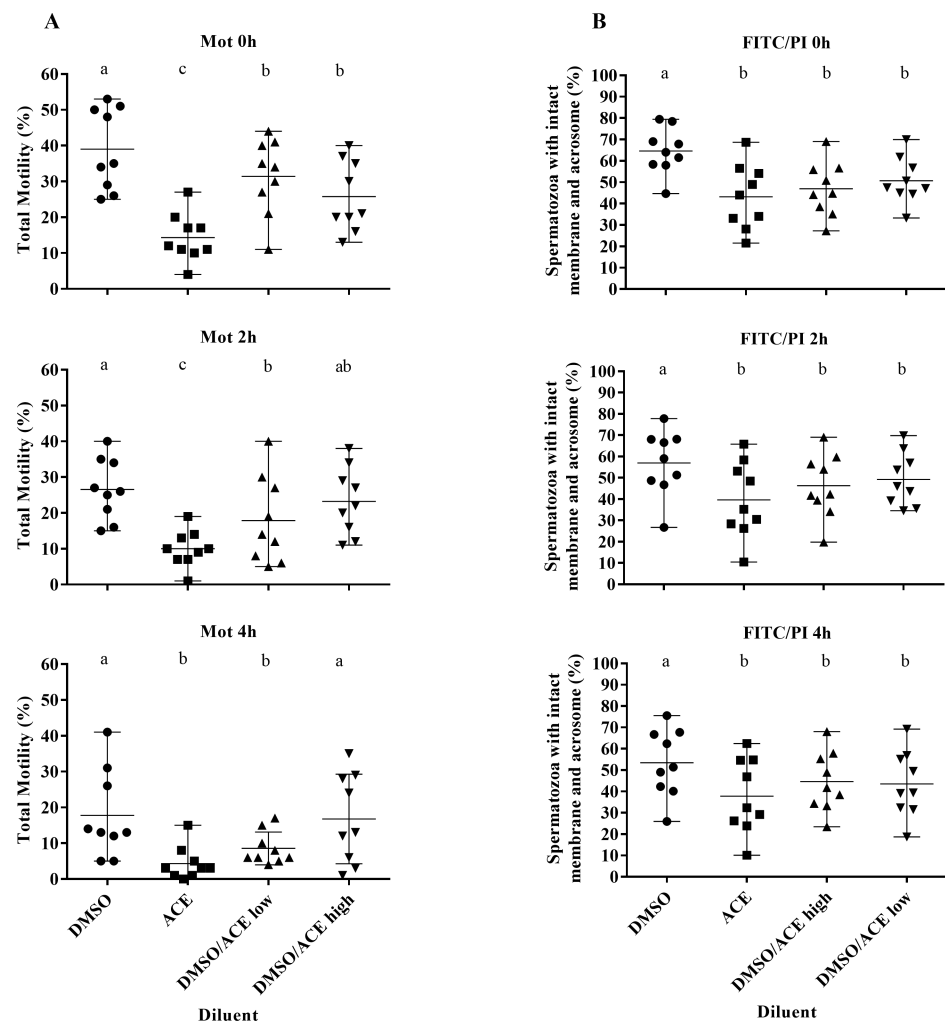 A
Mot 0h
a c b b
Total Motility (%)
60
50
40
30
20
10
0
Mot 2h
a c b ab
Total Motility (%)
60
50
40
30
20
10
0
Mot 4h
a b b a
Total Motility (%)
60
50
40
30
20
10
0
DMSO
ACE
DMSO/ACE low
DMSO/ACE high
Diluent
B
FITC/PI 0h
a b b b
Spermatozoa with intact
membrane and acrosome (%)
100
90
80
70
60
50
40
30
20
10
0
FITC/PI 2h
a b b b
Spermatozoa with intact
membrane and acrosome (%)
100
90
80
70
60
50
40
30
20
10
0
FITC/PI 4h
a b b b
Spermatozoa with intact
membrane and acrosome (%)
100
90
80
70
60
50
40
30
20
10
0
DMSO
ACE
DMSO/ACE high
DMSO/ACE low
Diluent